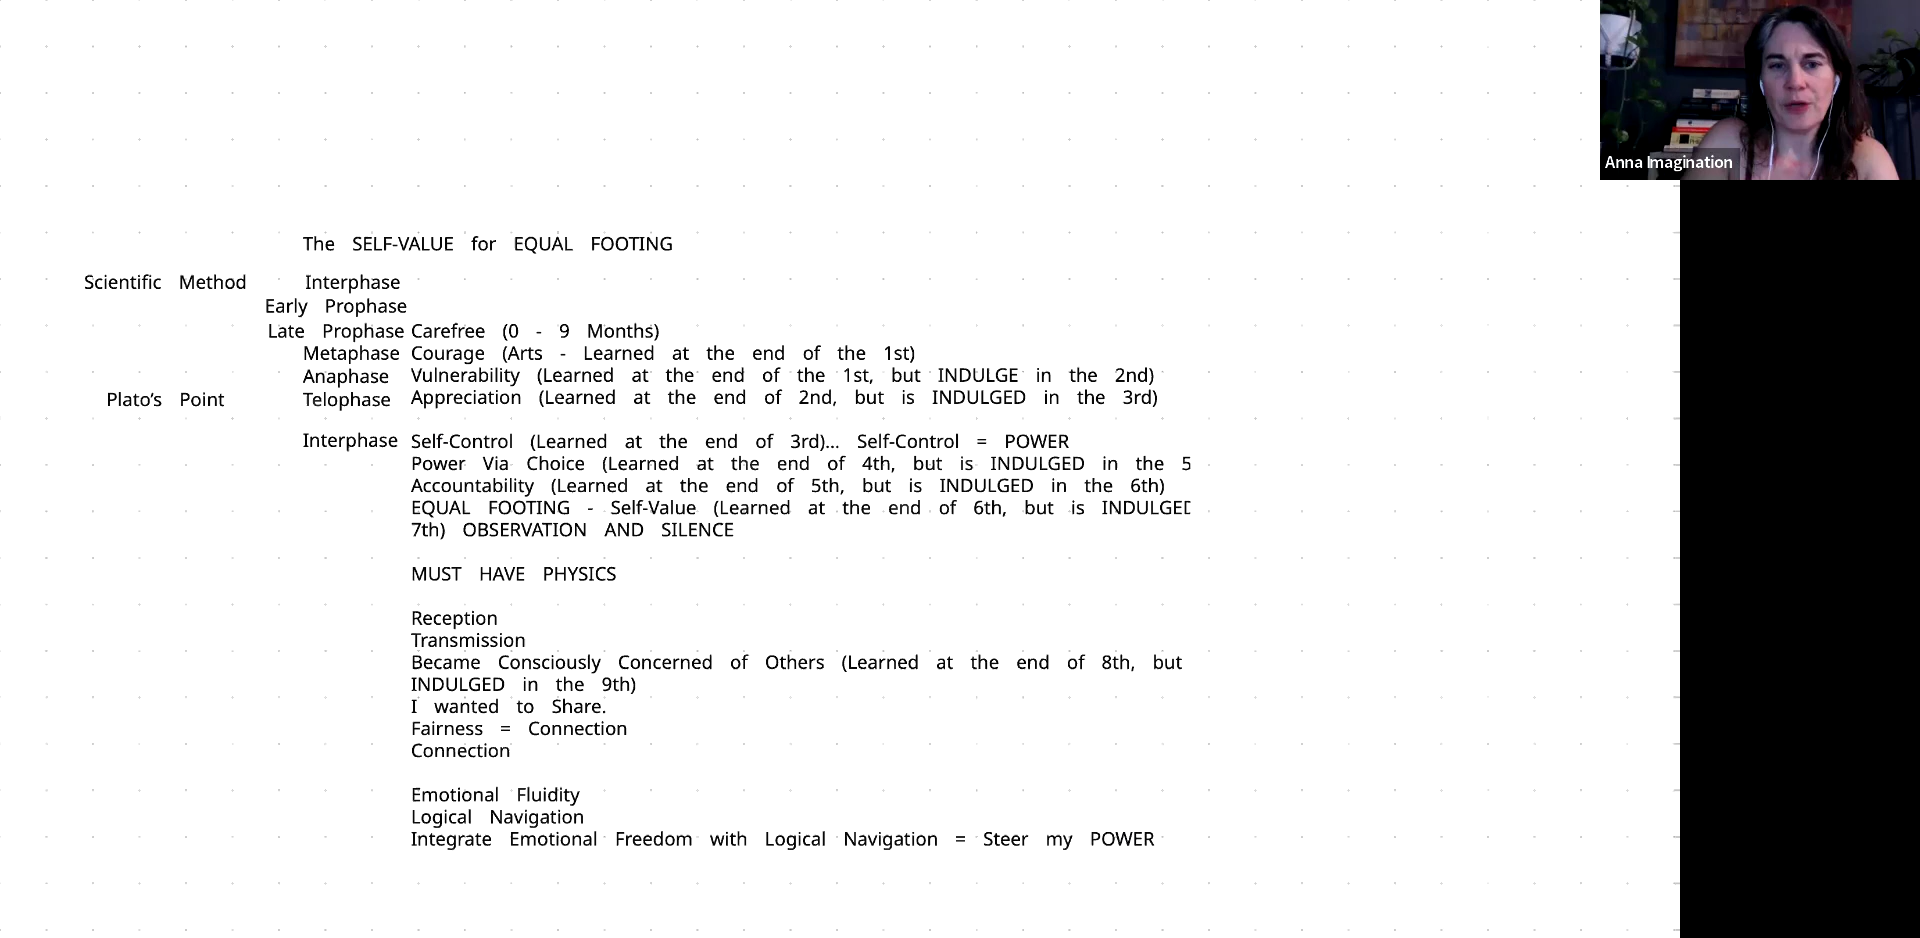 Anna Imagination
The SELF-VALUE for EQUAL FOOTING
Scientific Method Interphase
Early Prophase
Late Prophase Carefree (0 - 9 Months)
Metaphase Courage (Arts - Learned at the end of the 1st)
Anaphase Vulnerability (Learned at the end of the 1st, but INDULGE in the 2nd)
Plato's Point Telophase Appreciation (Learned at the end of 2nd, but is INDULGED in the 3rd)
Interphase Self-Control (Learned at the end of 3rd)... Self-Control = POWER
Power Via Choice (Learned at the end of 4th, but is INDULGED in the 5
Accountability (Learned at the end of 5th, but is INDULGED in the 6th)
EQUAL FOOTING - Self-Value (Learned at the end of 6th, but is INDULGED
7th) OBSERVATION AND SILENCE
MUST HAVE PHYSICS
Reception
Transmission
Became Consciously Concerned of Others (Learned at the end of 8th, but
INDULGED in the 9th)
I wanted to Share.
Fairness = Connection
Connection
Emotional Fluidity
Logical Navigation
Integrate Emotional Freedom with Logical Navigation = Steer my POWER